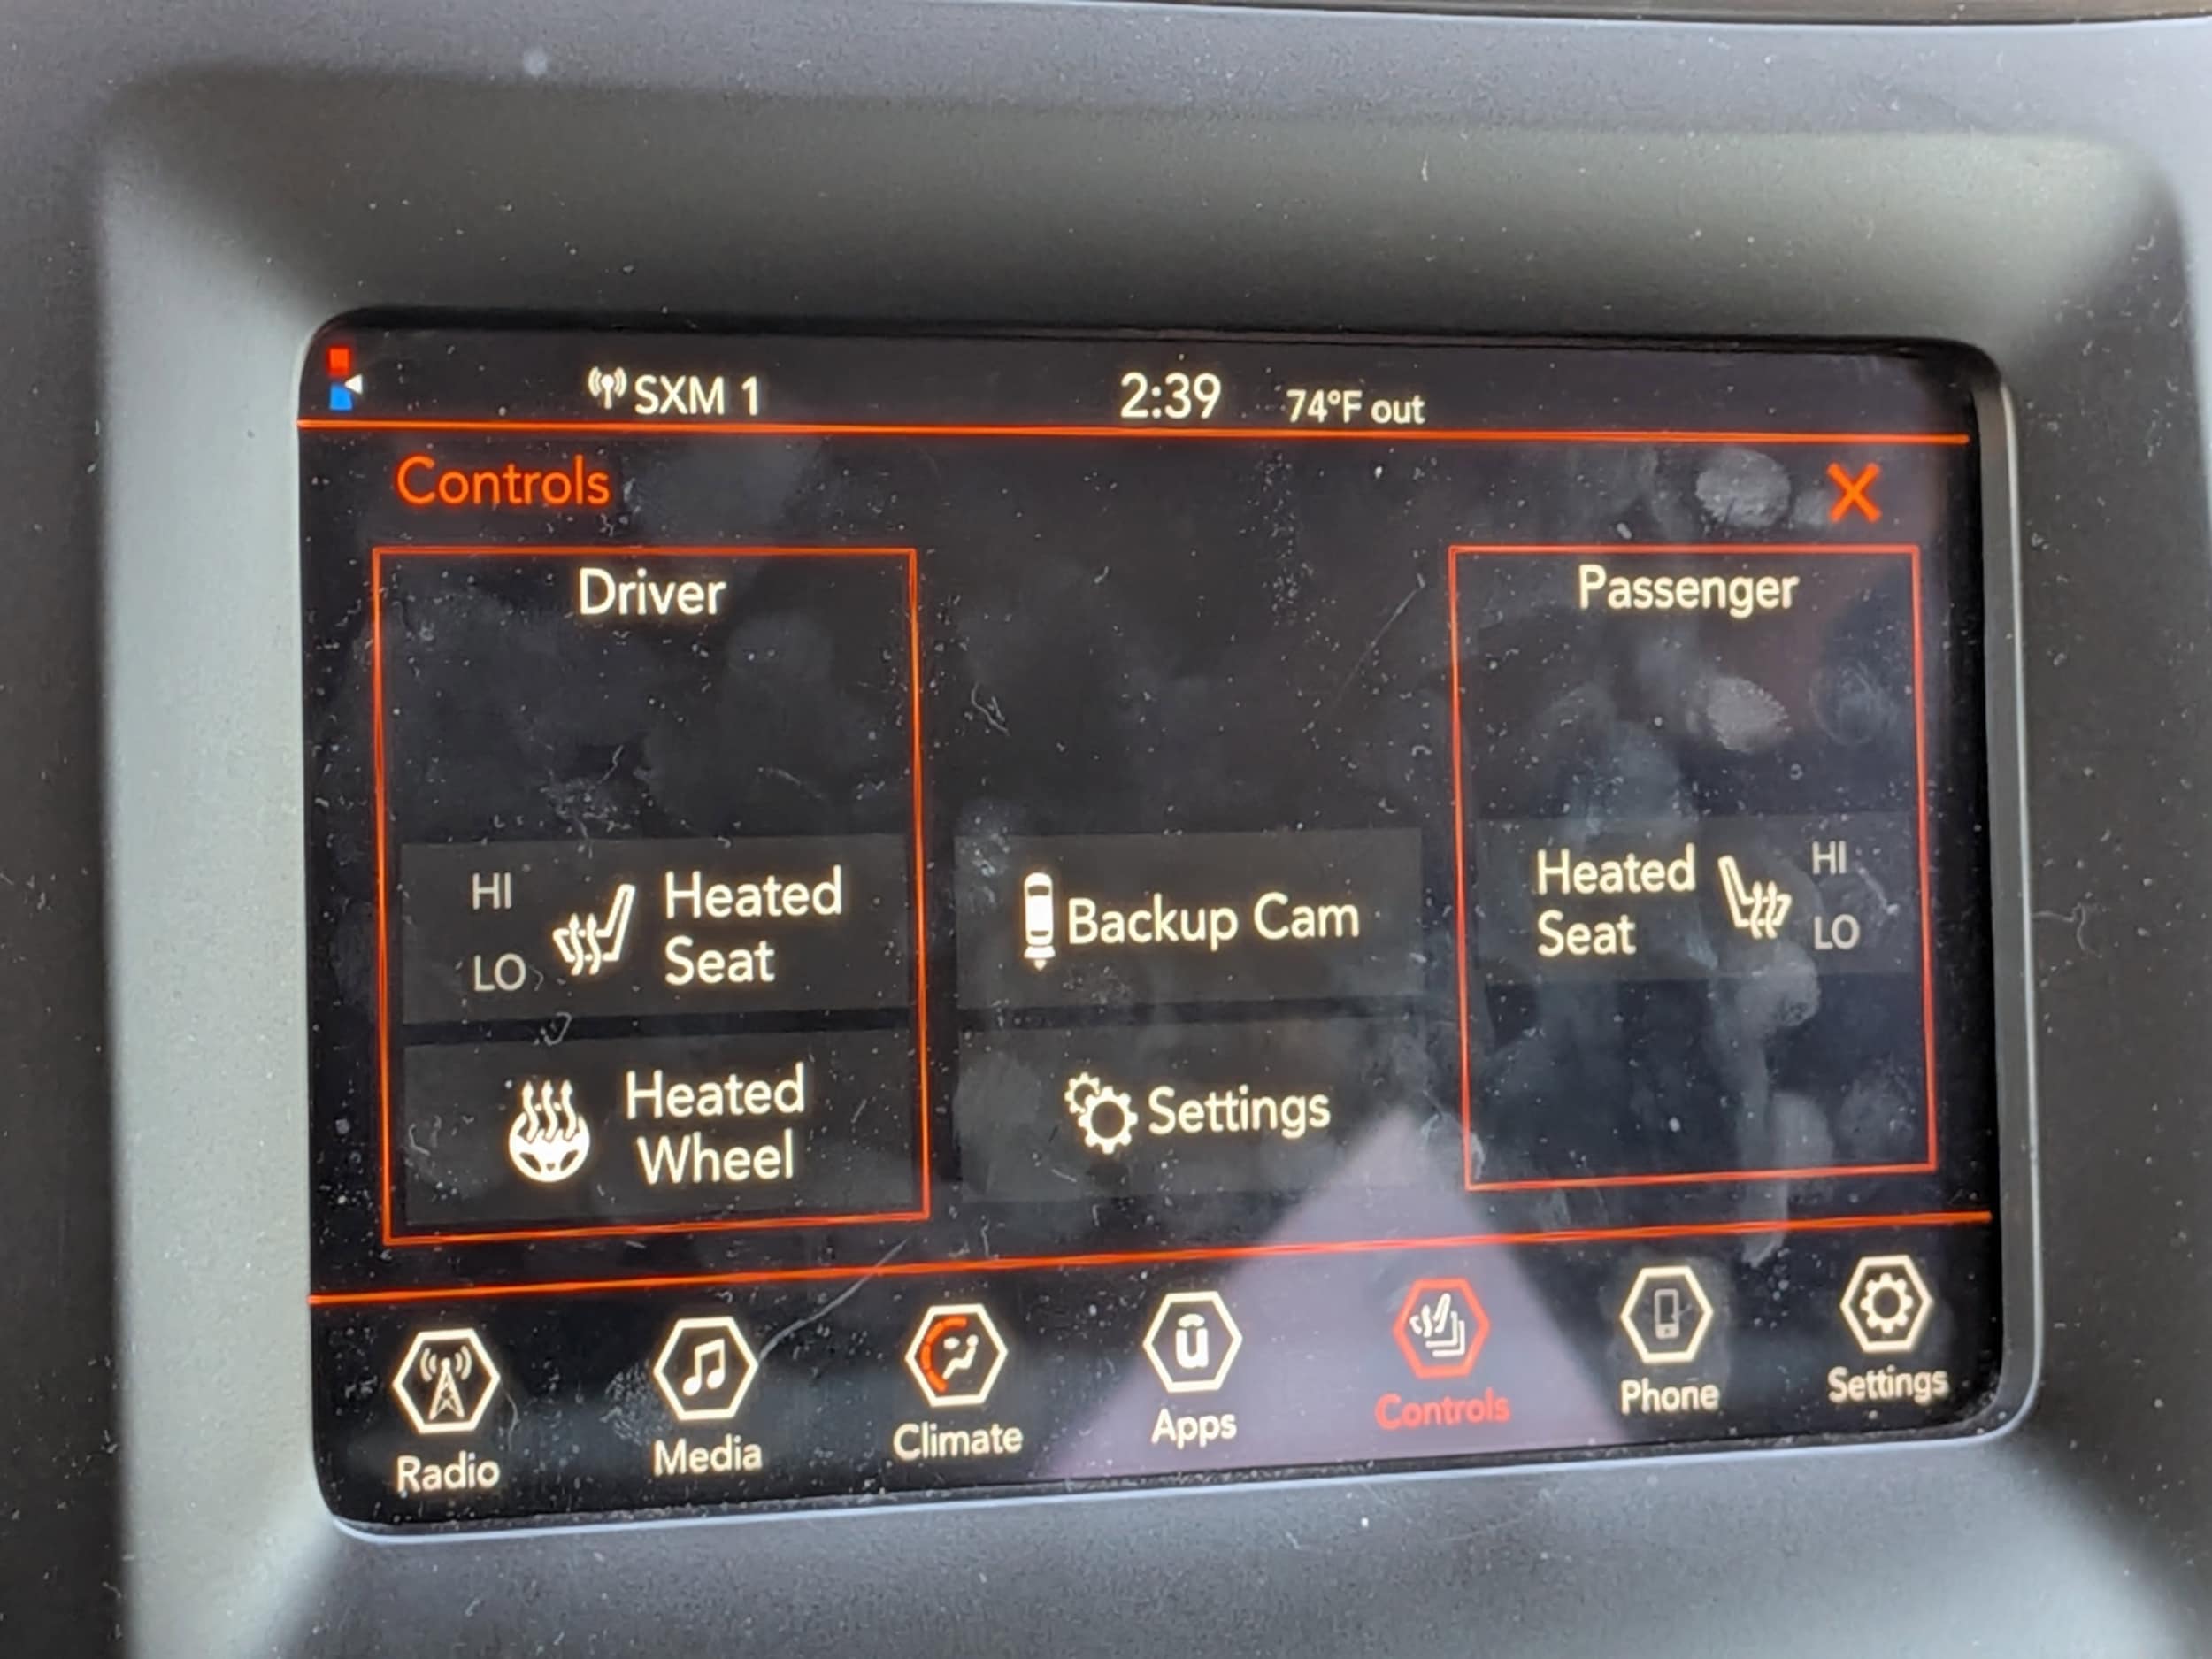 SXM 1 2:39 74°F out
Controls X
Driver
Passenger
HI
LO
Heated
Seat
Backup Cam
Heated
Seat
HI
LO
Heated
Wheel
Settings
Radio
Media
Climate
ū
Apps
Controls
Phone
Settings